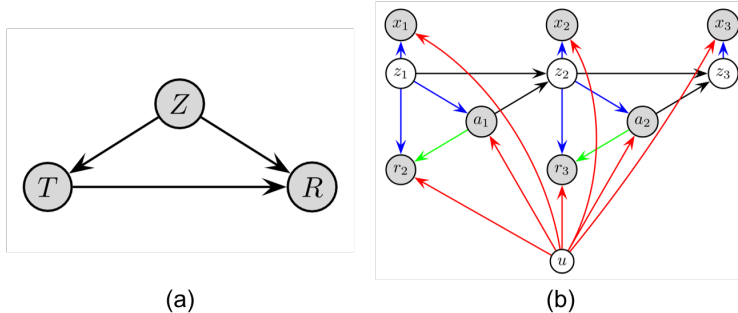 Z
T R
x₁ x₂ x₃
z₁ z₂ z₃
a₁ a₂
r₂ r₃
u
(a) (b)